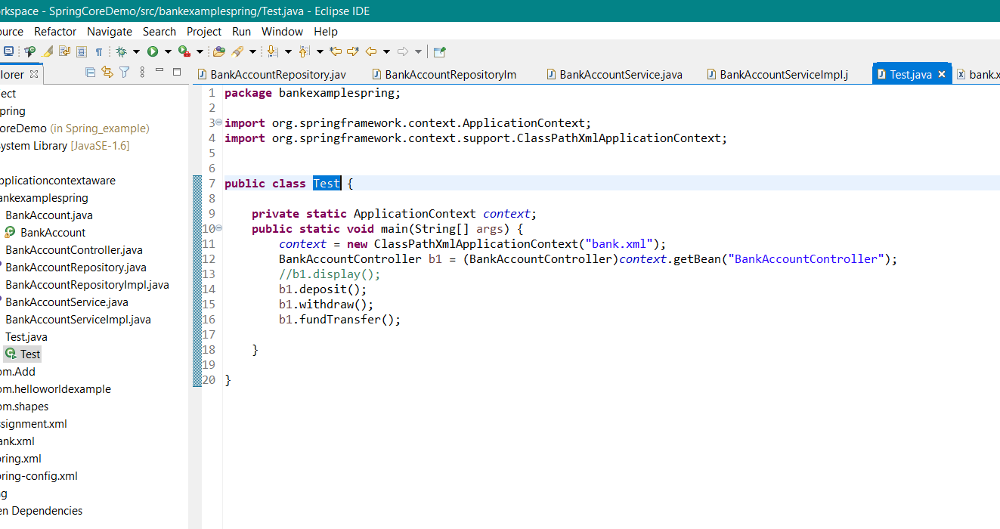 rkspace - SpringCoreDemo/src/bankexamplespring/Test.java - Eclipse IDE
ource Refactor Navigate Search Project Run Window Help
lorer
BankAccountRepository.jav BankAccountRepositoryIm BankAccountService.java BankAccountServiceImpl.j Test.java bank.x
ect
pring
oreDemo (in Spring_example)
ystem Library [JavaSE-1.6]
pplicationcontextaware
ankexamplespring
BankAccount.java
BankAccount
BankAccountController.java
BankAccountRepository.java
BankAccountRepositoryImpl.java
BankAccountService.java
BankAccountServiceImpl.java
Test.java
Test
om.Add
om.helloworldexample
om.shapes
ssignment.xml
ank.xml
pring.xml
pring-config.xml
ng
en Dependencies
1 package bankexamplespring;
2
3 import org.springframework.context.ApplicationContext;
4 import org.springframework.context.support.ClassPathXmlApplicationContext;
5
6
7 public class Test {
8
9 private static ApplicationContext context;
10 public static void main(String[] args) {
11 context = new ClassPathXmlApplicationContext("bank.xml");
12 BankAccountController b1 = (BankAccountController)context.getBean("BankAccountController");
13 //b1.display();
14 b1.deposit();
15 b1.withdraw();
16 b1.fundTransfer();
17
18 }
19
20 }